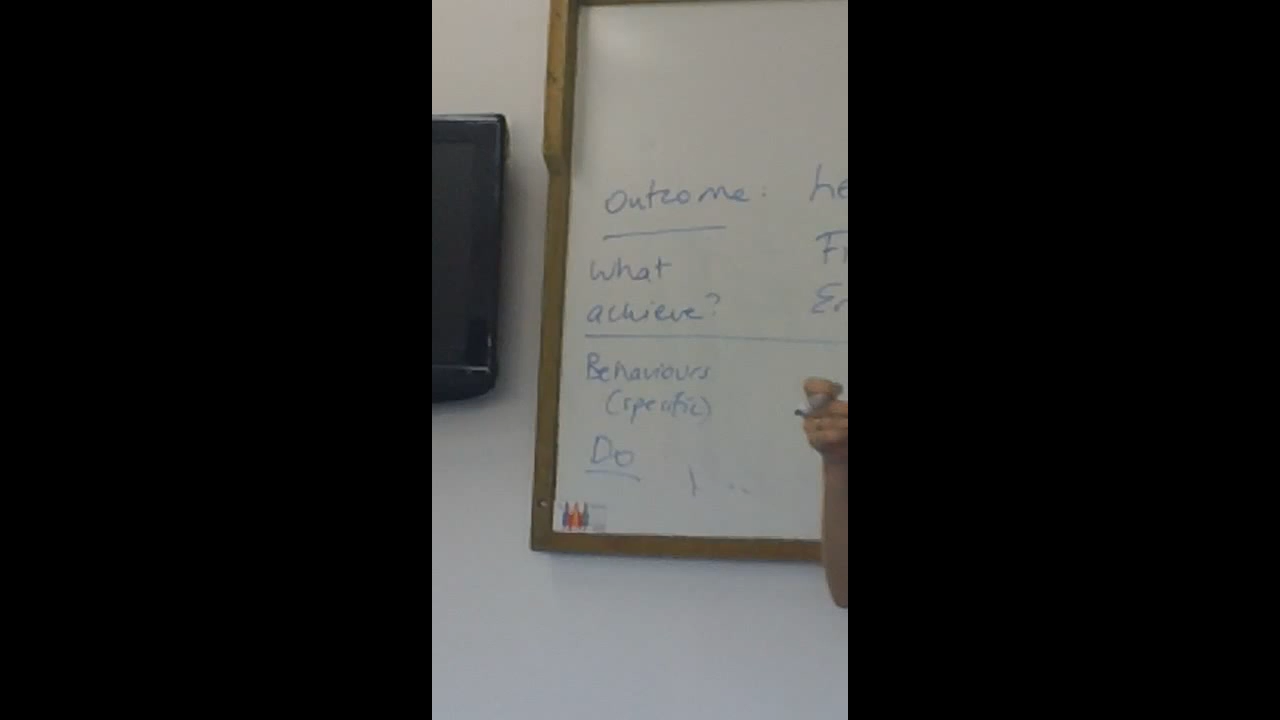 Outcome:
What
achieve?
Behaviours
(specific)
Do